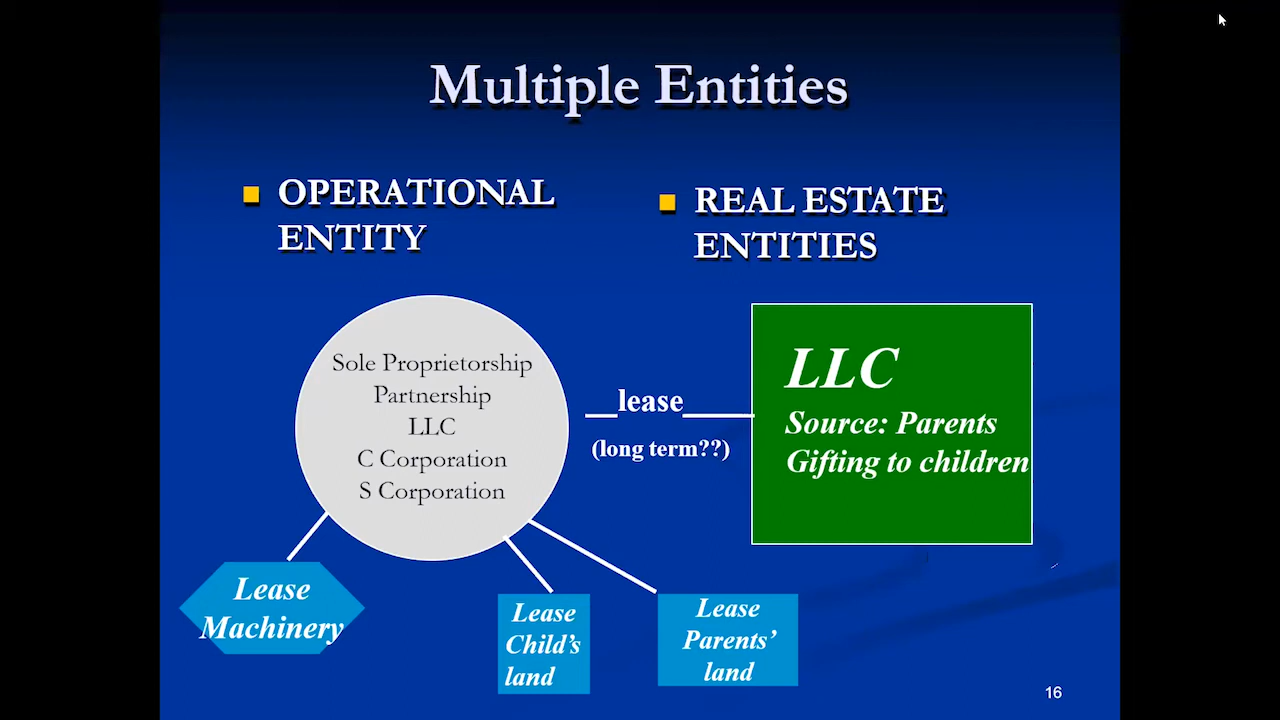 Multiple Entities
OPERATIONAL
ENTITY
REAL ESTATE
ENTITIES
Sole Proprietorship
Partnership
LLC
C Corporation
S Corporation
__lease____
(long term??)
LLC
Source: Parents
Gifting to children
Lease
Machinery
Lease
Child’s
land
Lease
Parents’
land
16